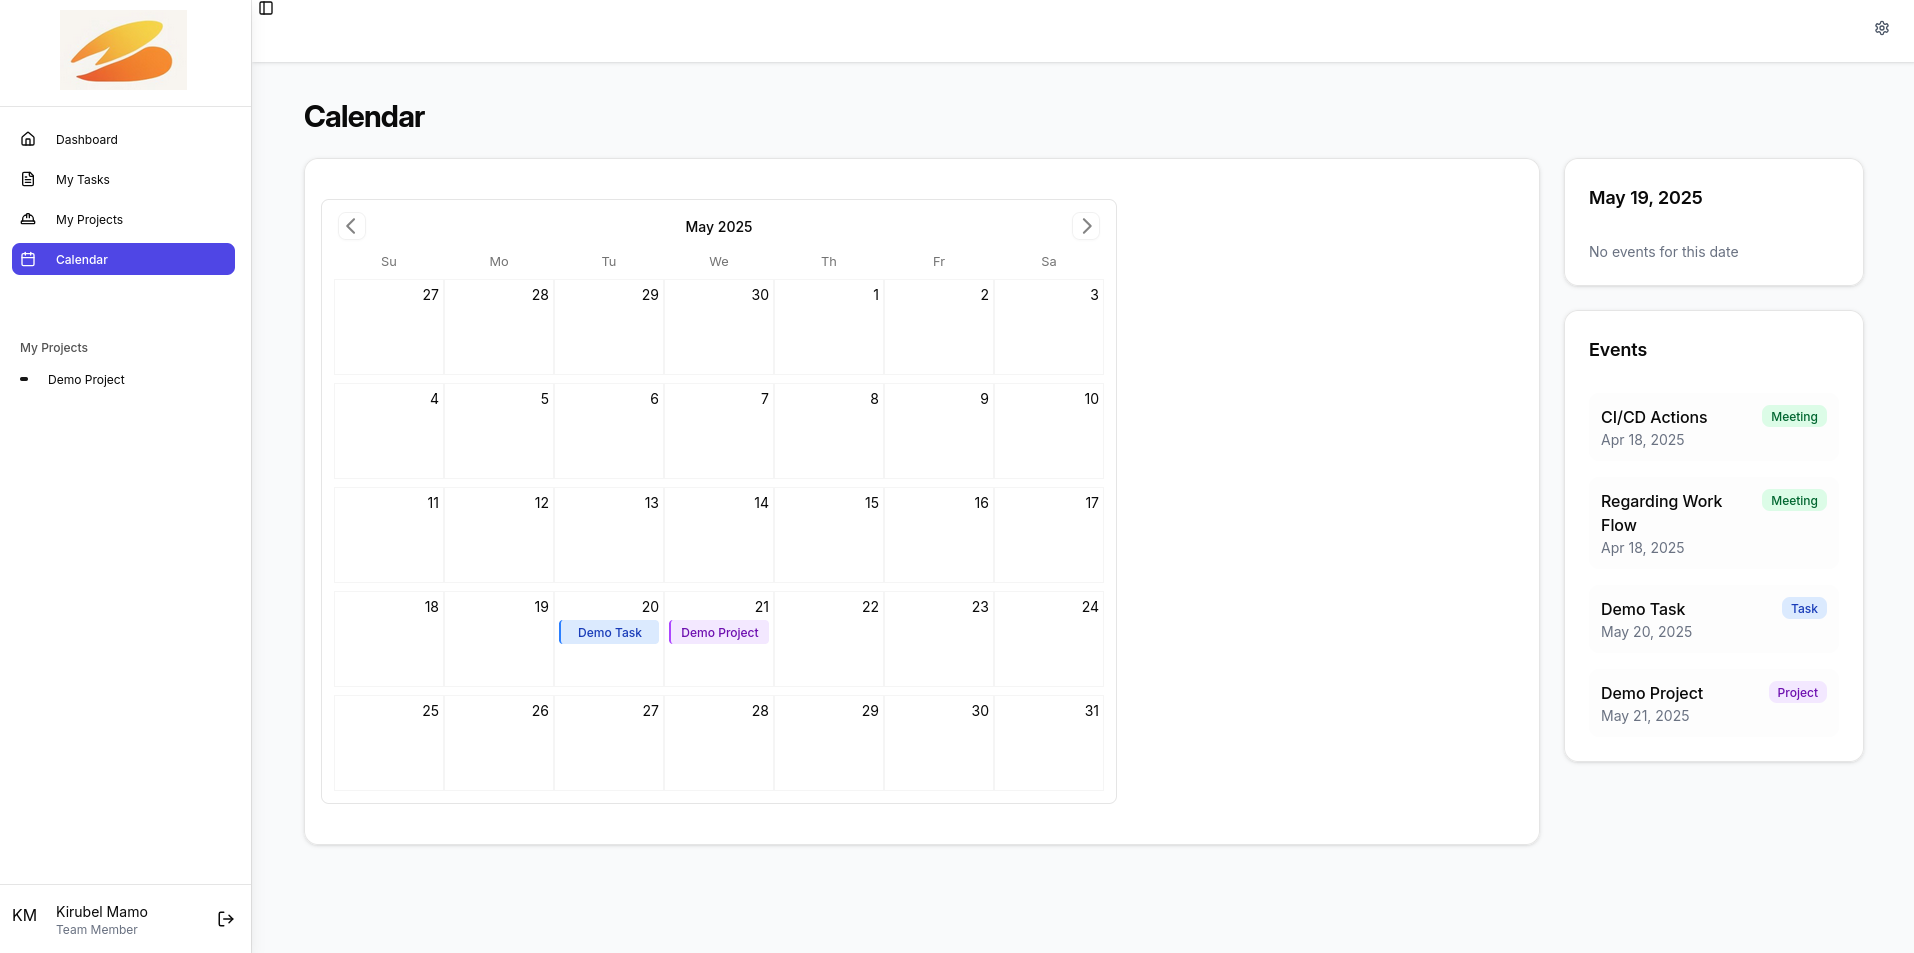 Dashboard
My Tasks
My Projects
Calendar
My Projects
Demo Project
KM
Kirubel Mamo
Team Member
Calendar
May 2025
Su Mo Tu We Th Fr Sa
27 28 29 30 1 2 3
4 5 6 7 8 9 10
11 12 13 14 15 16 17
18 19 20 21 22 23 24
Demo Task Demo Project
25 26 27 28 29 30 31
May 19, 2025
No events for this date
Events
CI/CD Actions Meeting
Apr 18, 2025
Regarding Work Meeting
Flow
Apr 18, 2025
Demo Task Task
May 20, 2025
Demo Project Project
May 21, 2025